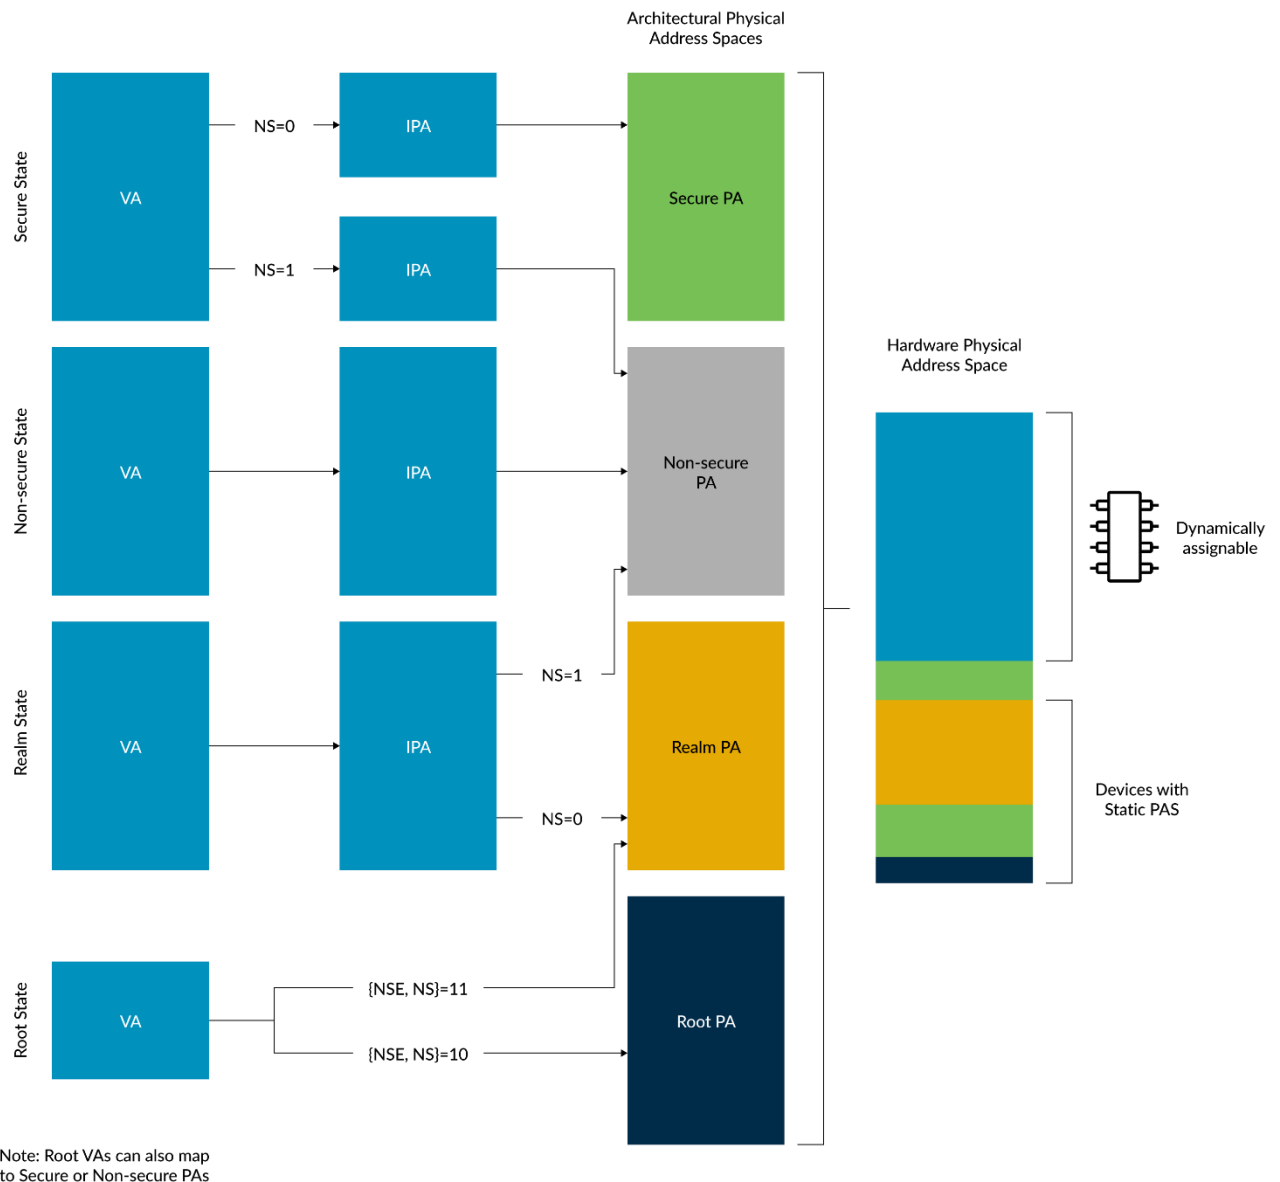 Architectural Physical
Address Spaces
Secure State
VA
NS=0
IPA
Secure PA
NS=1
IPA
Non-secure State
VA
IPA
Non-secure
PA
Realm State
VA
IPA
NS=1
NS=0
Realm PA
Root State
VA
{NSE, NS}=11
{NSE, NS}=10
Root PA
Hardware Physical
Address Space
Dynamically
assignable
Devices with
Static PAS
Note: Root VAs can also map
to Secure or Non-secure PAs